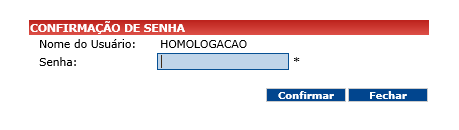 CONFIRMAÇÃO DE SENHA
Nome do Usuário: HOMOLOGACAO
Senha: *
Confirmar Fechar